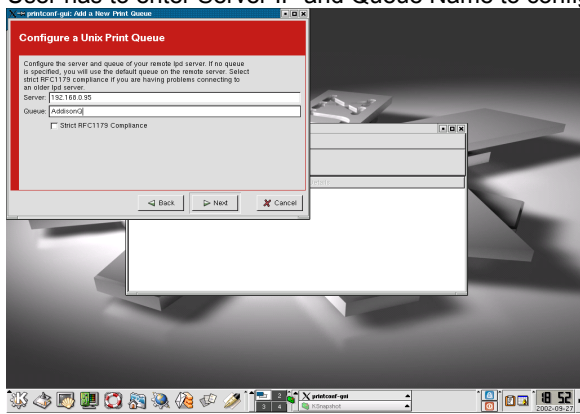 User has to enter Server IP and Queue Name to config
printconf-gui: Add a New Print Queue
Configure a Unix Print Queue
Configure the server and queue of your remote lpd server. If no queue
is specified, you will use the default queue on the remote server. Select
strict RFC1179 compliance if you are having problems connecting to
an older lpd server.
Server: 192.168.0.95
Queue: AddisonQ
Strict RFC1179 Compliance
Back Next Cancel
printconf-gui
KSnapshot
2
3 4
18 52
2002-09-27